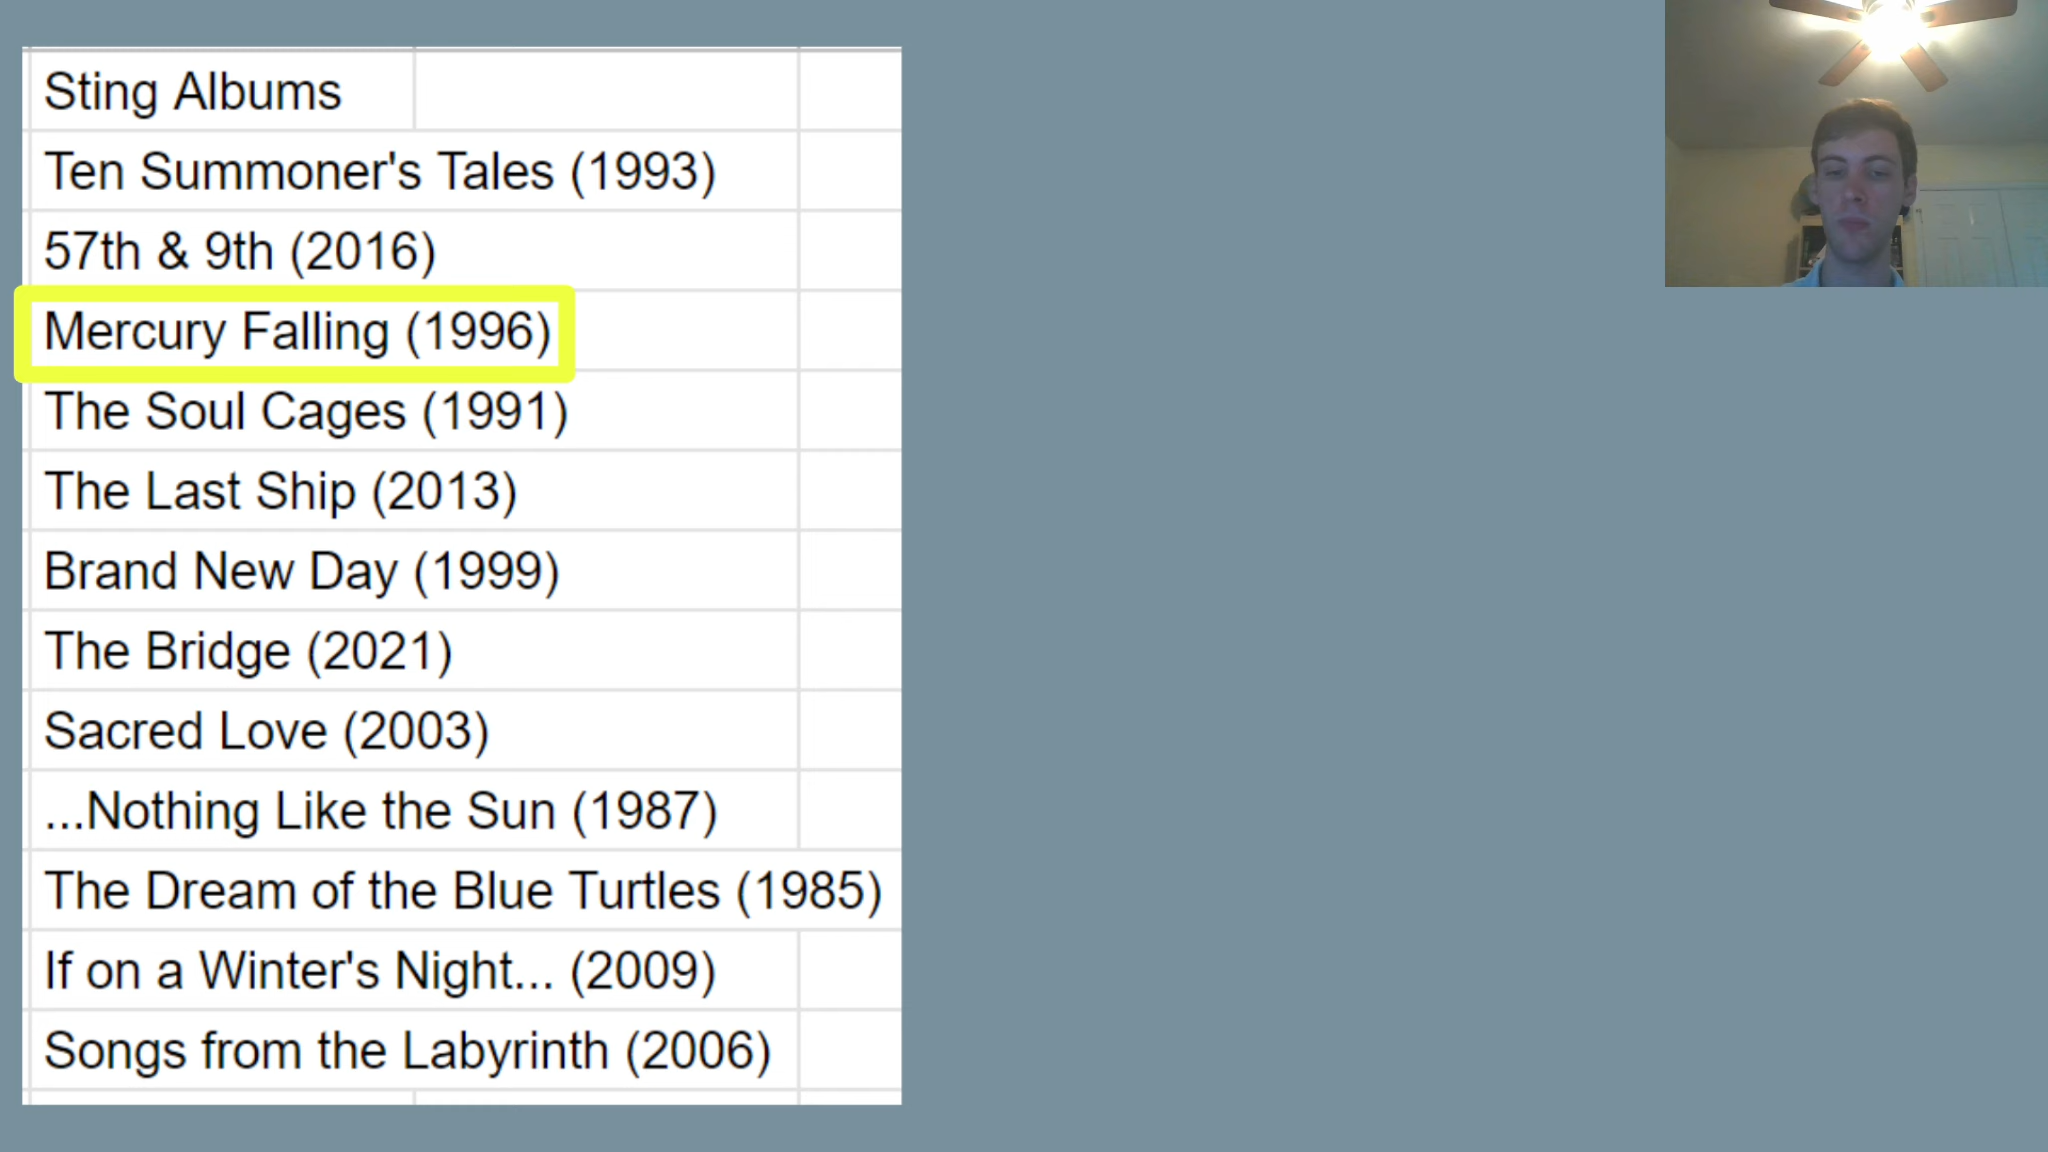 Sting Albums
Ten Summoner's Tales (1993)
57th & 9th (2016)
Mercury Falling (1996)
The Soul Cages (1991)
The Last Ship (2013)
Brand New Day (1999)
The Bridge (2021)
Sacred Love (2003)
...Nothing Like the Sun (1987)
The Dream of the Blue Turtles (1985)
If on a Winter's Night... (2009)
Songs from the Labyrinth (2006)